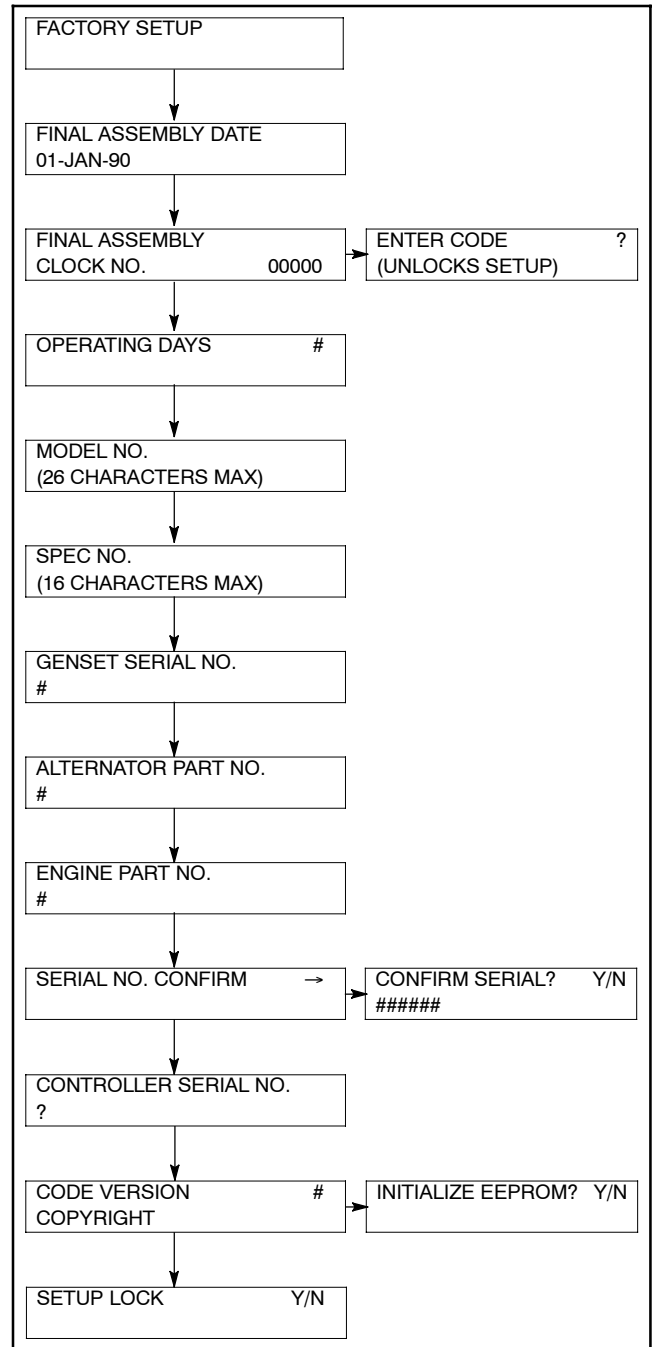 FACTORY SETUP
FINAL ASSEMBLY DATE
01-JAN-90
FINAL ASSEMBLY
CLOCK NO. 00000
ENTER CODE ?
(UNLOCKS SETUP)
OPERATING DAYS #
MODEL NO.
(26 CHARACTERS MAX)
SPEC NO.
(16 CHARACTERS MAX)
GENSET SERIAL NO.
#
ALTERNATOR PART NO.
#
ENGINE PART NO.
#
SERIAL NO. CONFIRM →
CONFIRM SERIAL? Y/N
######
CONTROLLER SERIAL NO.
?
CODE VERSION #
COPYRIGHT
INITIALIZE EEPROM? Y/N
SETUP LOCK Y/N